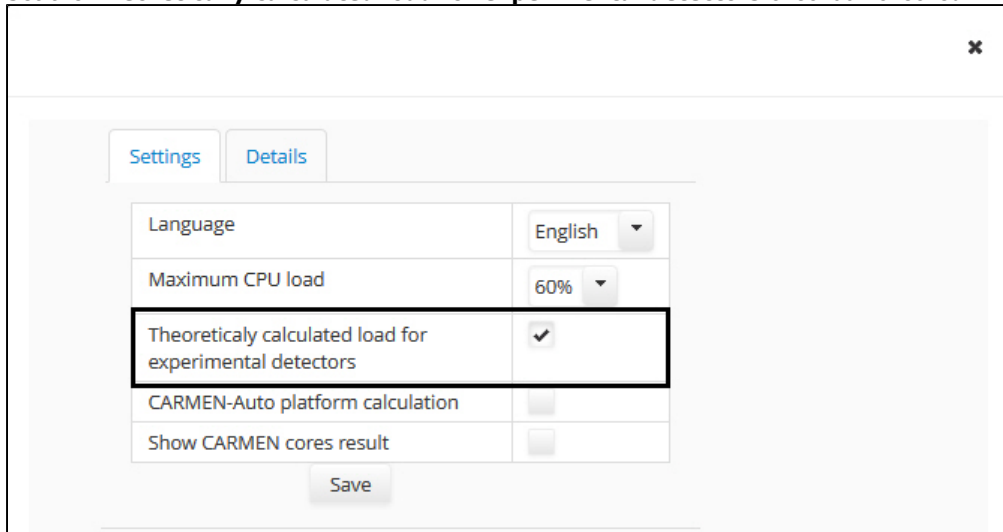 Settings
Details
Language
English
Maximum CPU load
60%
Theoreticaly calculated load for
experimental detectors
CARMEN-Auto platform calculation
Show CARMEN cores result
Save